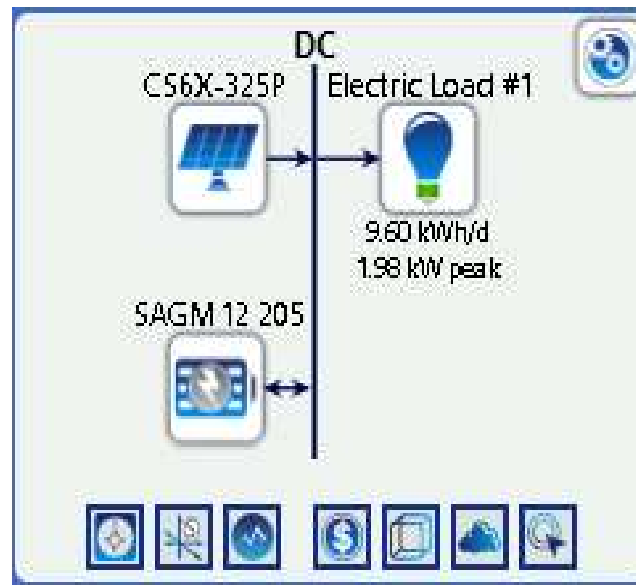 DC
CS6X-325P
Electric Load #1
9.60 kWh/d
1.98 kW peak
SAGM 12 205